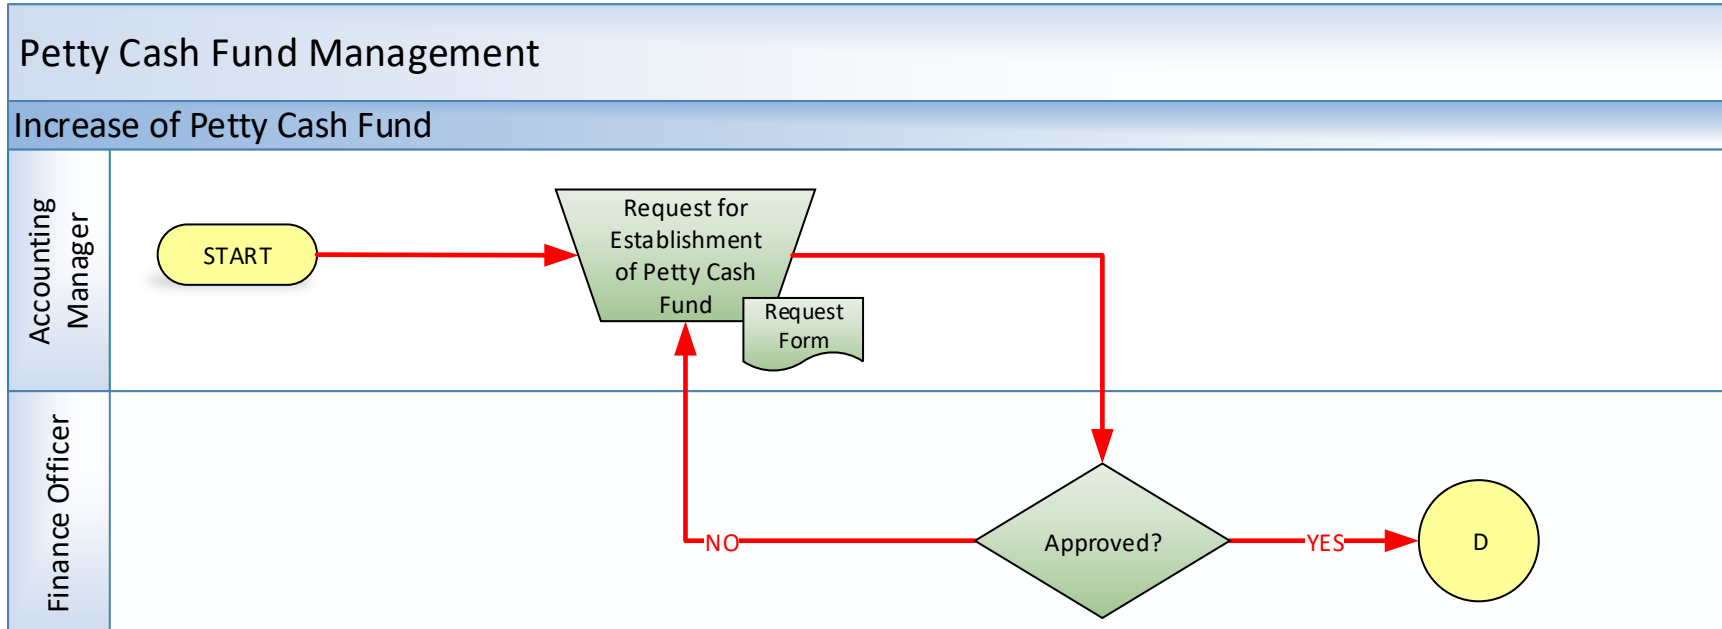 Petty Cash Fund Management
Increase of Petty Cash Fund
Accounting
Manager
START
Request for
Establishment
of Petty Cash
Fund
Request
Form
Finance Officer
NO
Approved?
YES
D